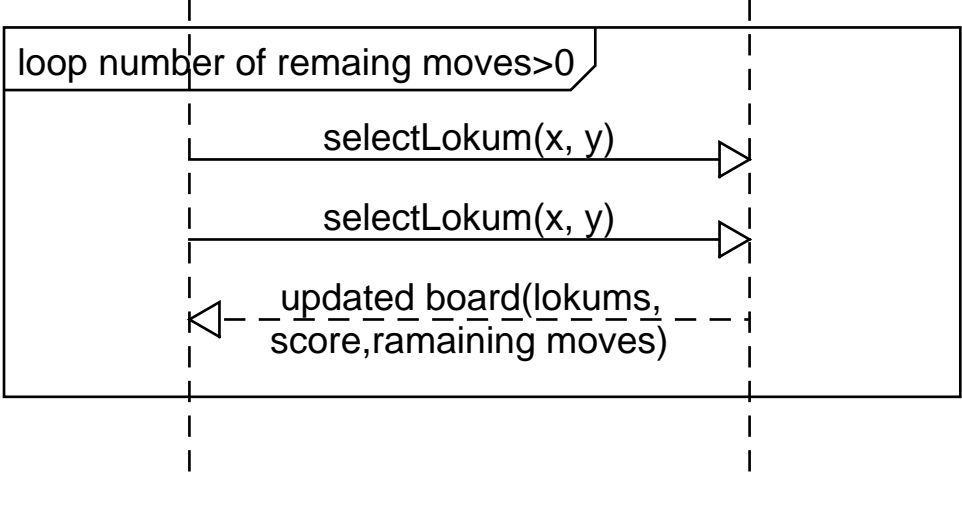 loop number of remaing moves>0
selectLokum(x, y)
selectLokum(x, y)
updated board(lokums,
score,ramaining moves)